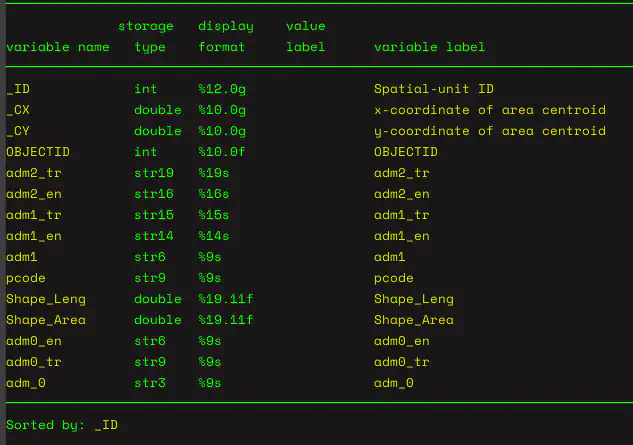 storage display value
variable name type format label variable label
_ID int %12.0g Spatial-unit ID
_CX double %10.0g x-coordinate of area centroid
_CY double %10.0g y-coordinate of area centroid
OBJECTID int %10.0f OBJECTID
adm2_tr str19 %19s adm2_tr
adm2_en str16 %16s adm2_en
adm1_tr str15 %15s adm1_tr
adm1_en str14 %14s adm1_en
adm1 str6 %9s adm1
pcode str9 %9s pcode
Shape_Leng double %19.11f Shape_Leng
Shape_Area double %19.11f Shape_Area
adm0_en str6 %9s adm0_en
adm0_tr str9 %9s adm0_tr
adm_0 str3 %9s adm_0
Sorted by: _ID